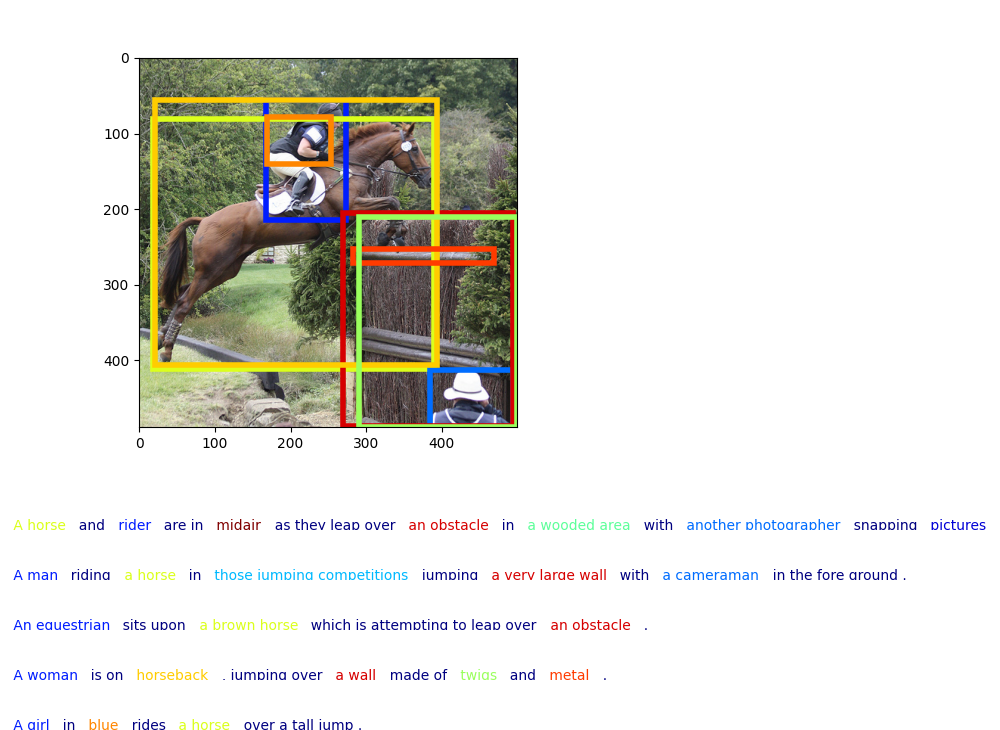 0
100
200
300
400
0 100 200 300 400
A horse and rider are in midair as they leap over an obstacle in a wooded area with another photographer snapping pictures
A man riding a horse in those jumping competitions jumping a very large wall with a cameraman in the fore ground .
An equestrian sits upon a brown horse which is attempting to leap over an obstacle .
A woman is on horseback , jumping over a wall made of twigs and metal .
A girl in blue rides a horse over a tall jump .